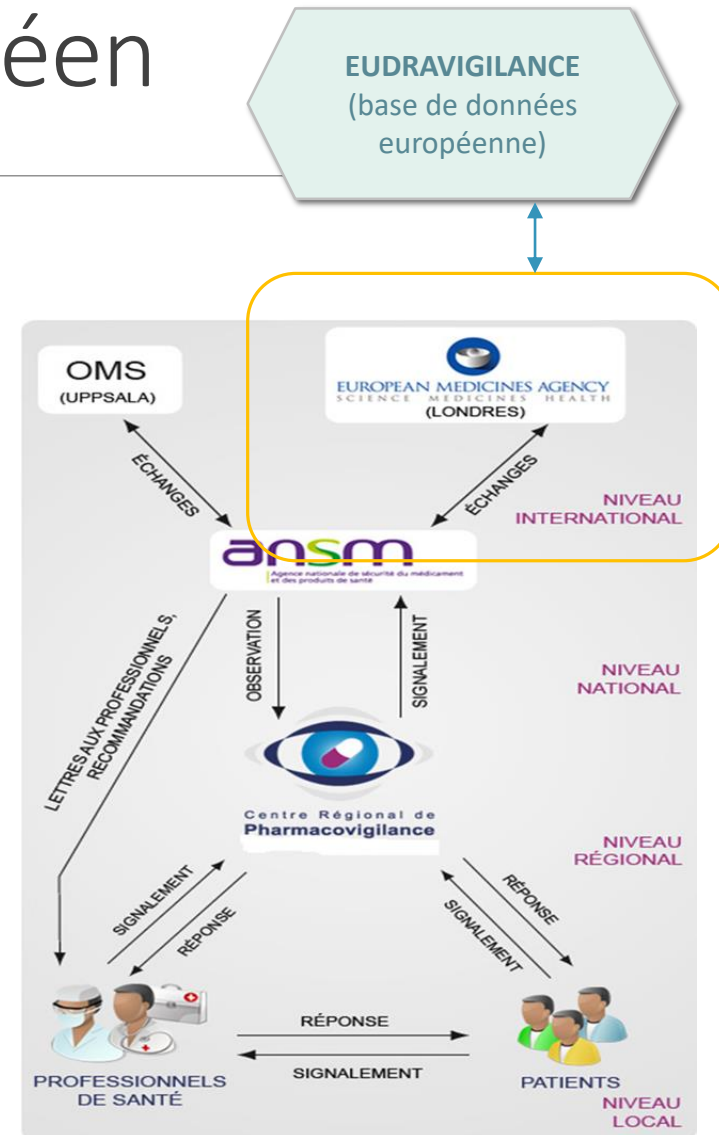 éen
EUDRAVIGILANCE
(base de données
européenne)
OMS
(UPPSALA)
EUROPEAN MEDICINES AGENCY
SCIENCE MEDICINES HEALTH
(LONDRES)
ÉCHANGES
ÉCHANGES
NIVEAU
INTERNATIONAL
ansm
Agence nationale de sécurité du médicament
et des produits de santé
LETTRES AUX PROFESSIONNELS,
RECOMMANDATIONS
OBSERVATION
SIGNALEMENT
NIVEAU
NATIONAL
Centre Régional de
Pharmacovigilance
NIVEAU
RÉGIONAL
SIGNALEMENT
RÉPONSE
RÉPONSE
SIGNALEMENT
RÉPONSE
SIGNALEMENT
PROFESSIONNELS
DE SANTÉ
PATIENTS
NIVEAU
LOCAL